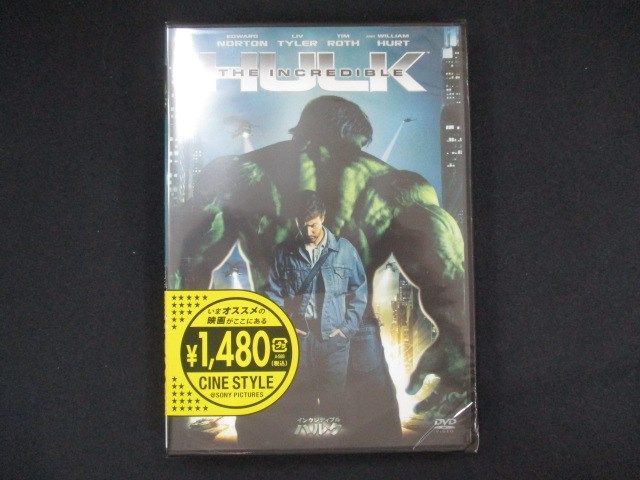 EDWARD NORTON LIV TYLER TIM ROTH AND WILLIAM HURT
THE INCREDIBLE
HULK
いまオススメの
映画がここにある
¥1,480
(税込)
CINE STYLE
@SONY PICTURES
インクレディブル
ハルク
DVD
VIDEO